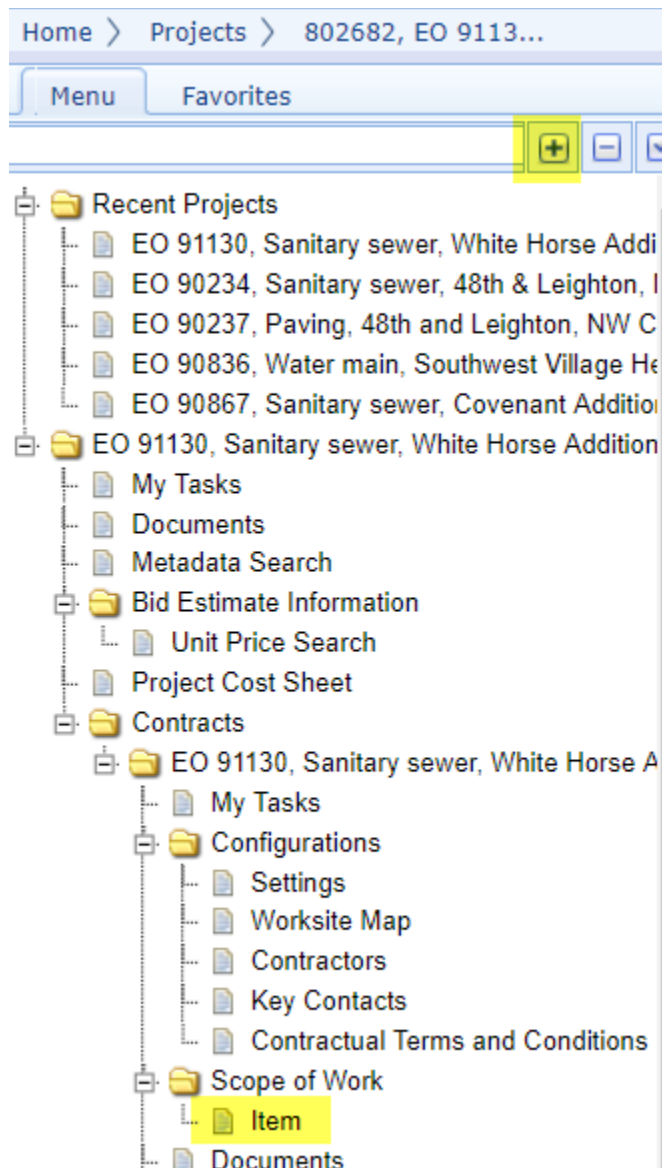 Home > Projects > 802682, EO 9113...
Menu Favorites
Recent Projects
EO 91130, Sanitary sewer, White Horse Addi
EO 90234, Sanitary sewer, 48th & Leighton,
EO 90237, Paving, 48th and Leighton, NW C
EO 90836, Water main, Southwest Village He
EO 90867, Sanitary sewer, Covenant Additio
EO 91130, Sanitary sewer, White Horse Addition
My Tasks
Documents
Metadata Search
Bid Estimate Information
Unit Price Search
Project Cost Sheet
Contracts
EO 91130, Sanitary sewer, White Horse A
My Tasks
Configurations
Settings
Worksite Map
Contractors
Key Contacts
Contractual Terms and Conditions
Scope of Work
Item
Documents